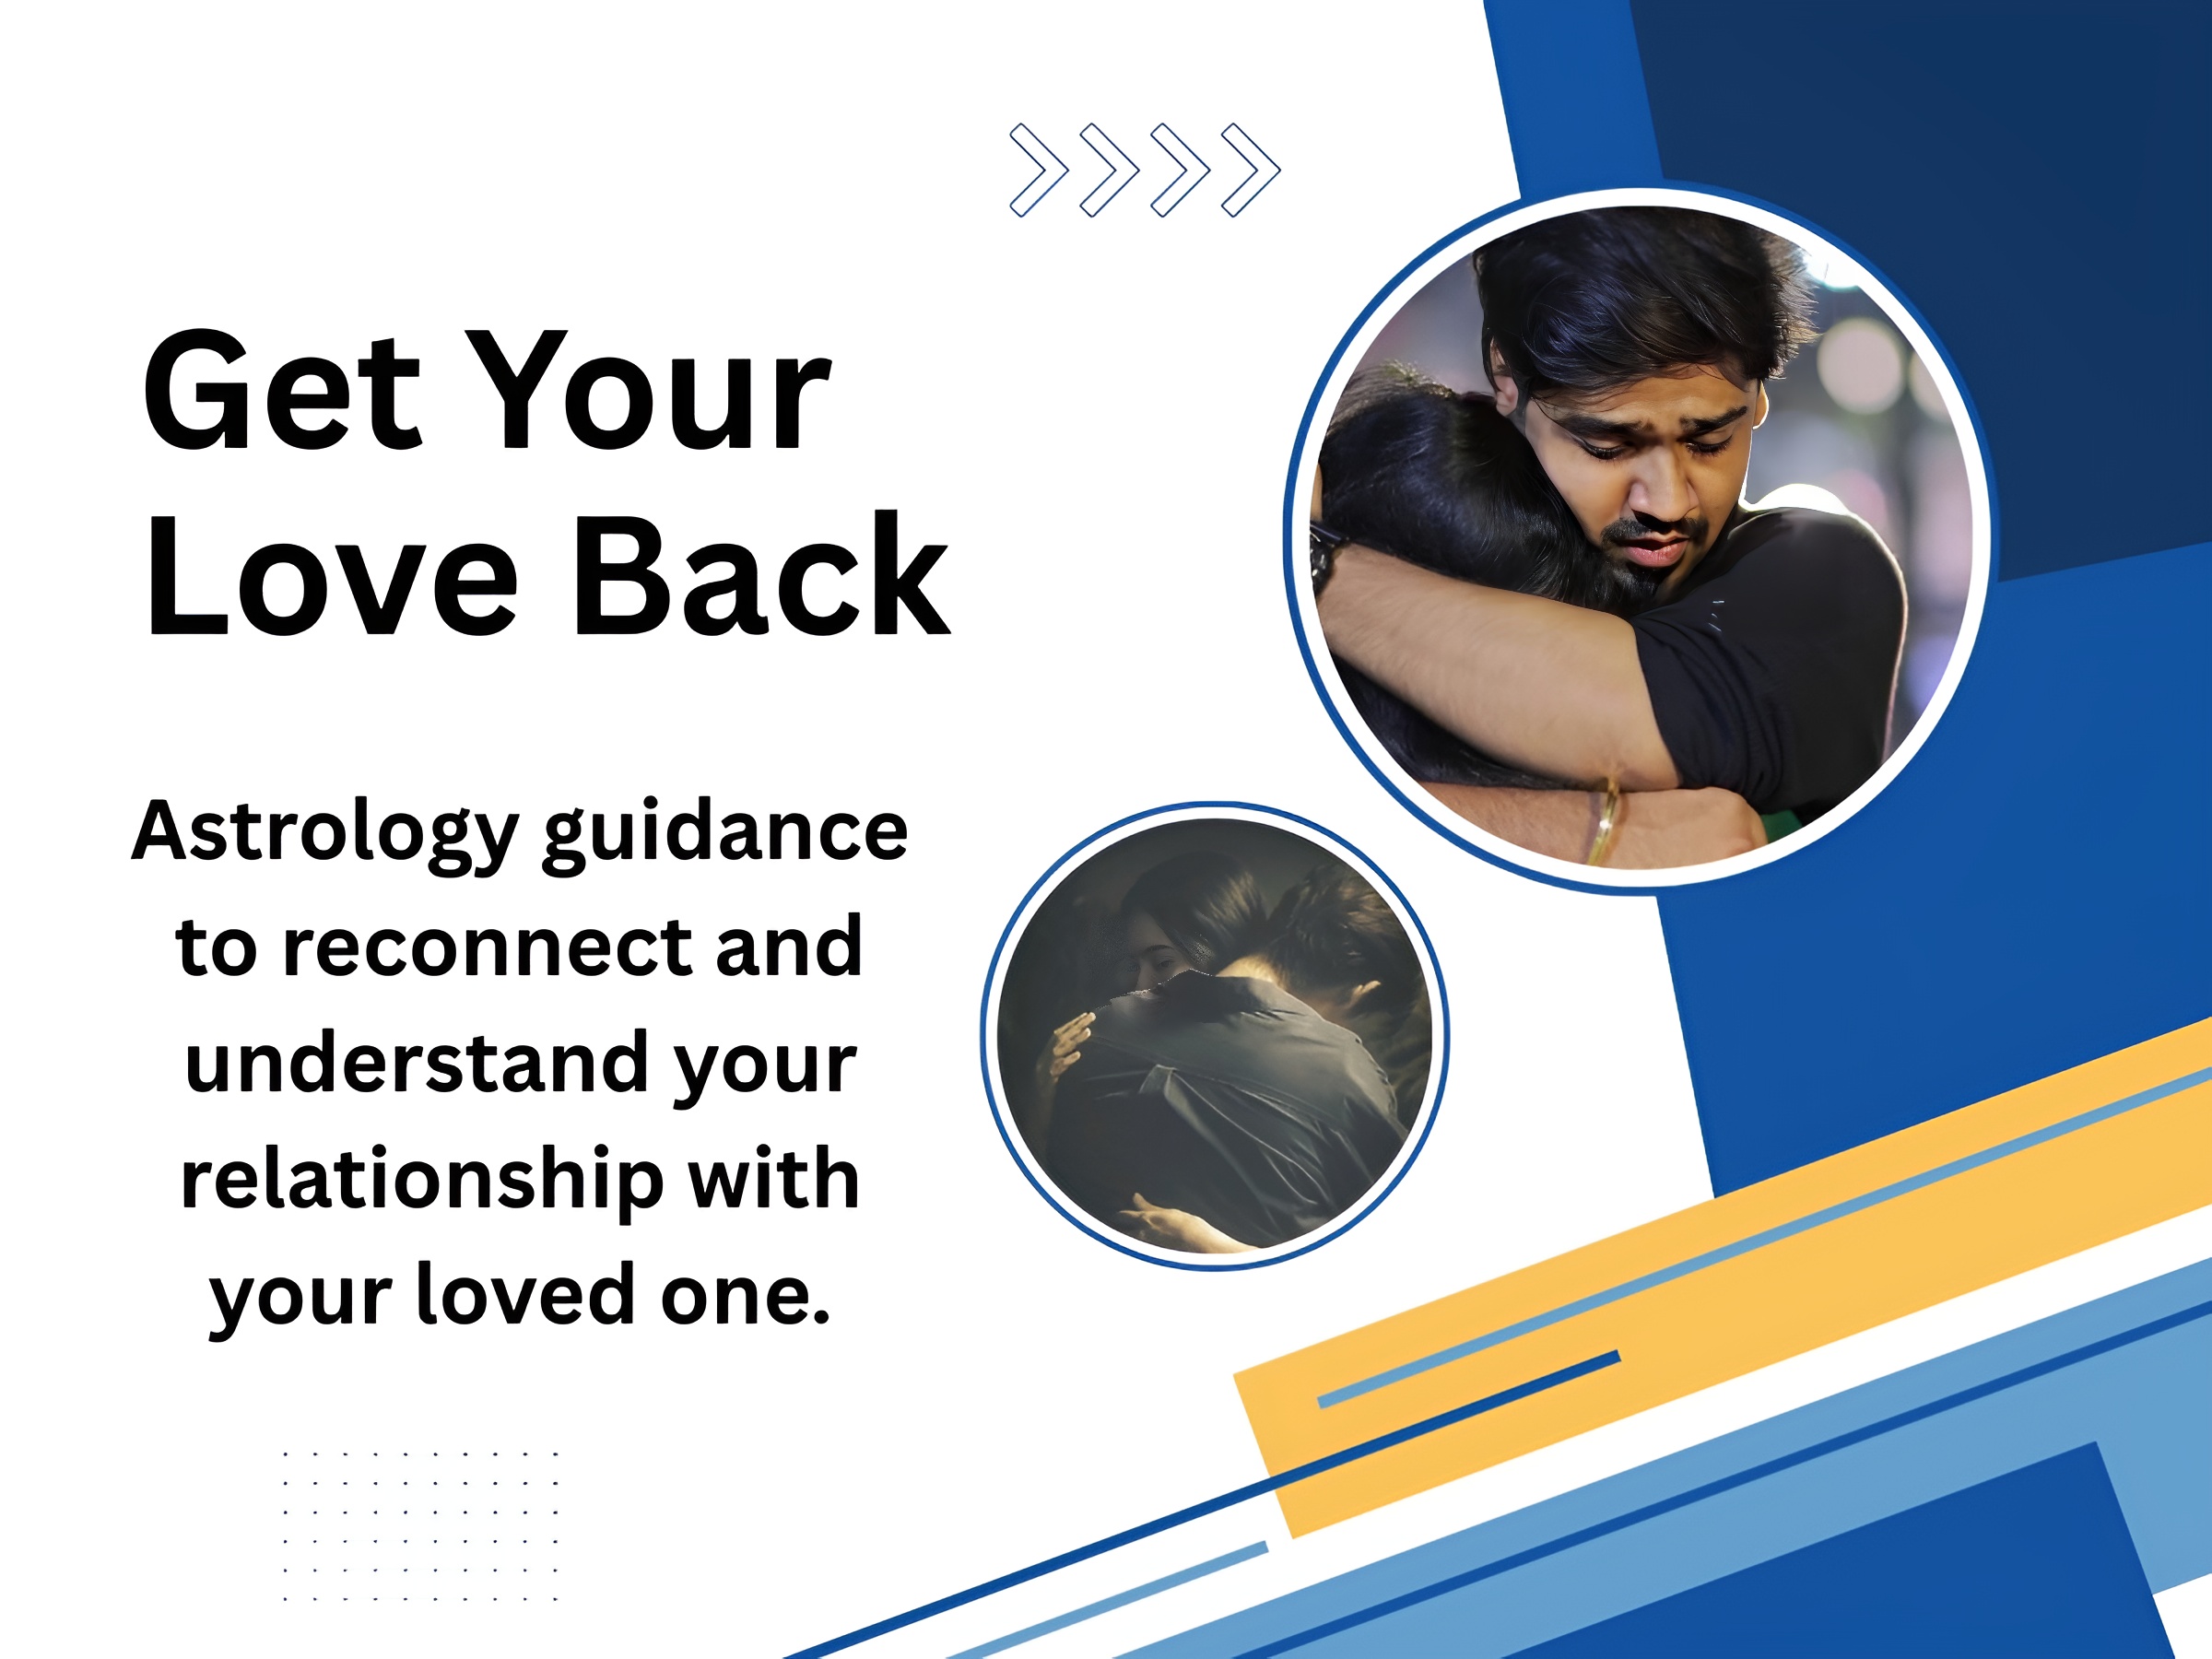 Get Your
Love Back
Astrology guidance
to reconnect and
understand your
relationship with
your loved one.